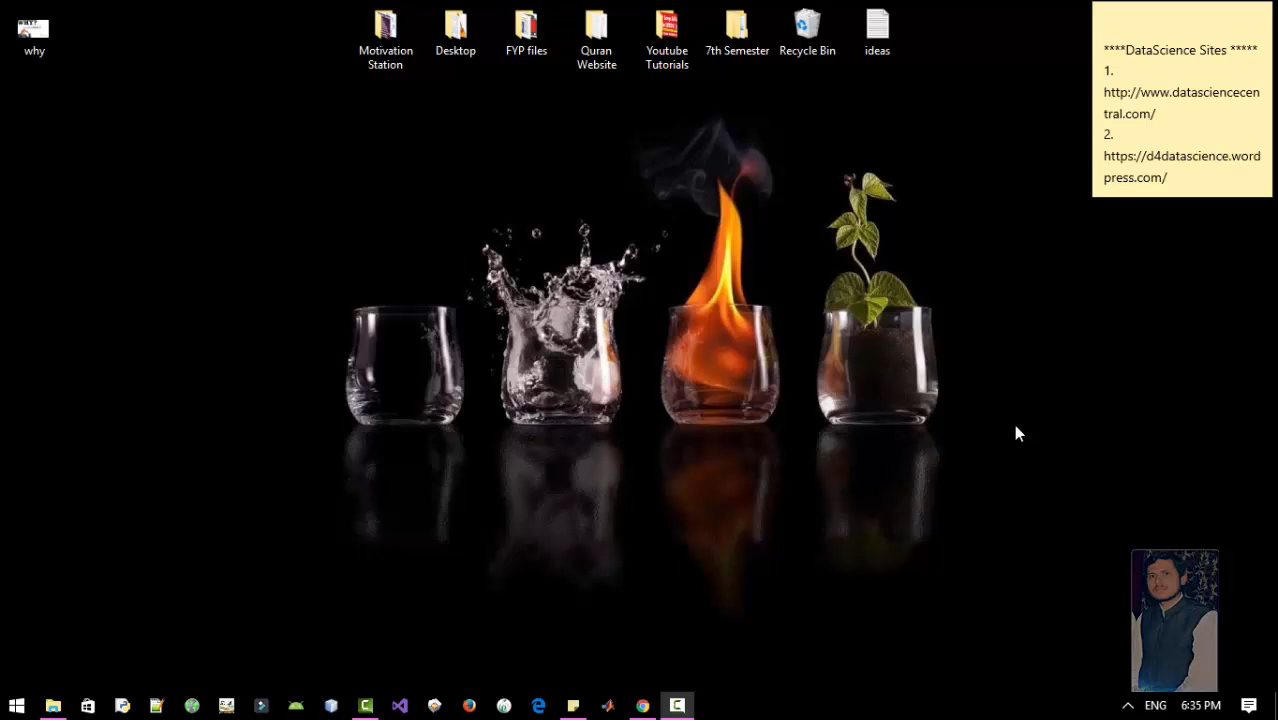 WHY?
why
Motivation
Station
Desktop
FYP files
Quran
Website
Youtube
Tutorials
7th Semester
Recycle Bin
ideas
****DataScience Sites *****
1.
http://www.datasciencecen
tral.com/
2.
https://d4datascience.word
press.com/
ENG
6:35 PM